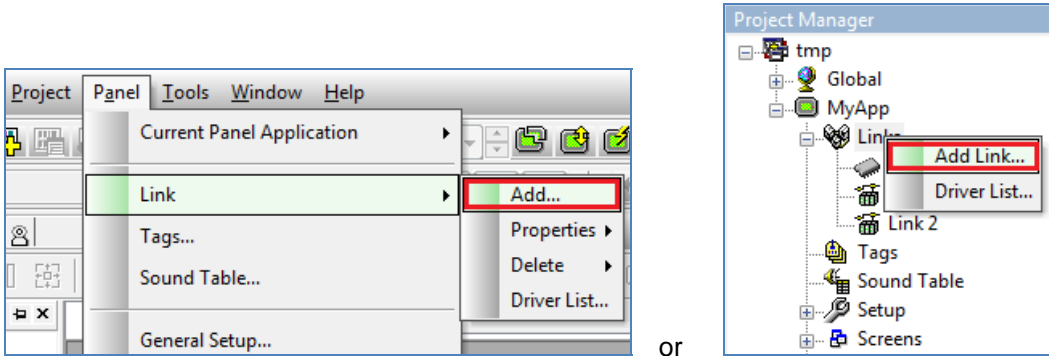 Project Panel Tools Window Help
Current Panel Application
Link
Add...
Tags...
Properties
Sound Table...
Delete
Driver List...
General Setup...
or
Project Manager
tmp
Global
MyApp
Links
Add Link...
Driver List...
Link 2
Tags
Sound Table
Setup
Screens